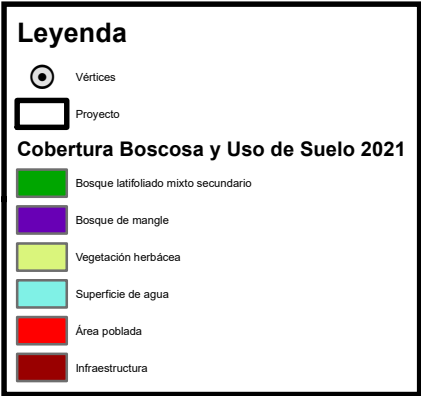 Leyenda
Vértices
Proyecto
Cobertura Boscosa y Uso de Suelo 2021
Bosque latifoliado mixto secundario
Bosque de mangle
Vegetación herbácea
Superficie de agua
Área poblada
Infraestructura